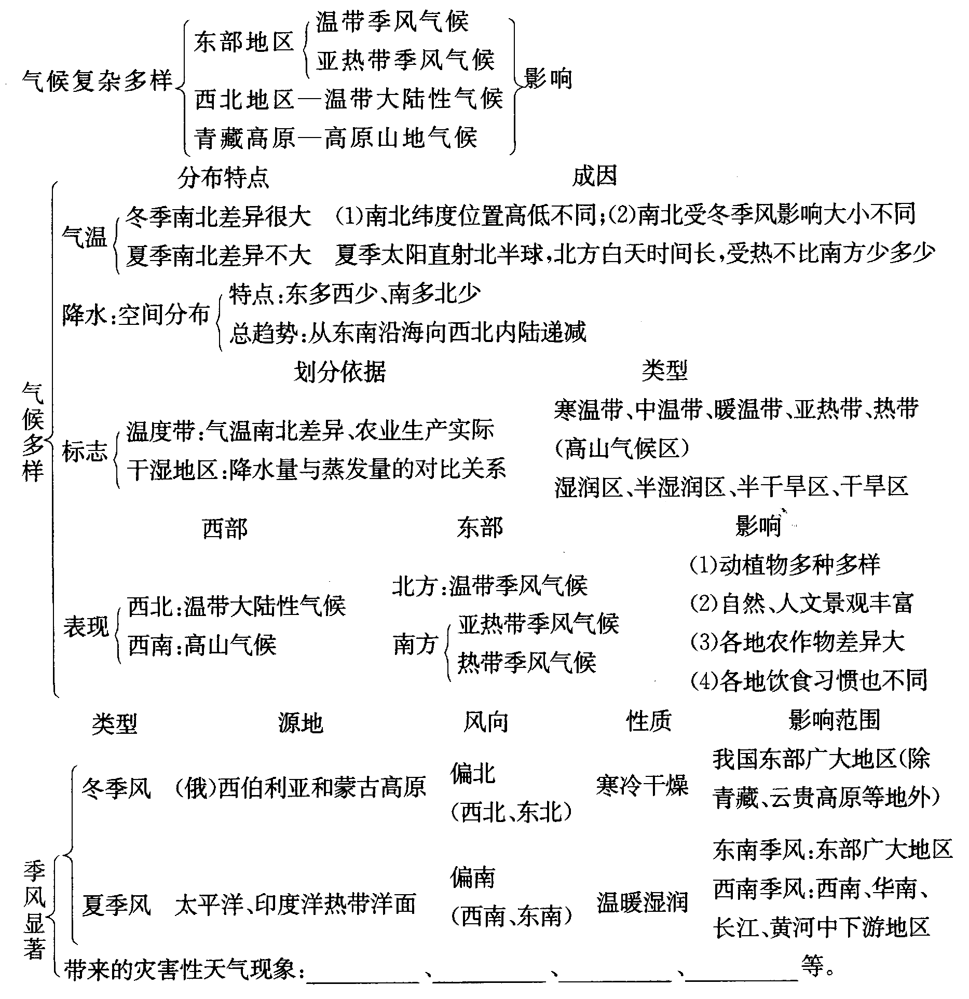 气候复杂多样
东部地区
温带季风气候
亚热带季风气候
西北地区—温带大陆性气候
青藏高原—高原山地气候
影响
气候多样
分布特点 成因
气温
冬季南北差异很大 (1)南北纬度位置高低不同;(2)南北受冬季风影响大小不同
夏季南北差异不大 夏季太阳直射北半球,北方白天时间长,受热不比南方少多少
降水:空间分布
特点:东多西少、南多北少
总趋势:从东南沿海向西北内陆递减
划分依据 类型
标志
温度带:气温南北差异、农业生产实际
寒温带、中温带、暖温带、亚热带、热带
(高山气候区)
干湿地区:降水量与蒸发量的对比关系
湿润区、半湿润区、半干旱区、干旱区
西部 东部 影响
表现
西北:温带大陆性气候
西南:高山气候
北方:温带季风气候
南方
亚热带季风气候
热带季风气候
(1)动植物多种多样
(2)自然、人文景观丰富
(3)各地农作物差异大
(4)各地饮食习惯也不同
季风显著
类型 源地 风向 性质 影响范围
冬季风 (俄)西伯利亚和蒙古高原
偏北
(西北、东北)
寒冷干燥
我国东部广大地区(除
青藏、云贵高原等地外)
夏季风 太平洋、印度洋热带洋面
偏南
(西南、东南)
温暖湿润
东南季风:东部广大地区
西南季风:西南、华南、
长江、黄河中下游地区
带来的灾害性天气现象:________、________、________、________等。